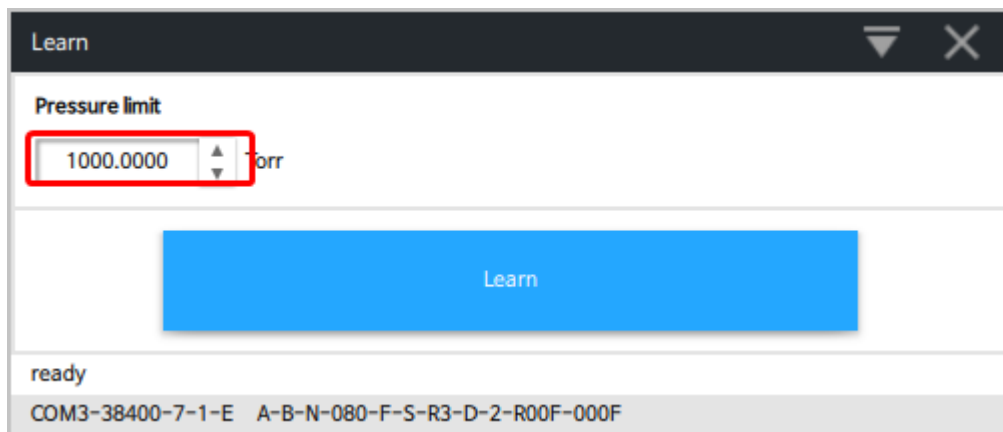 Learn
Pressure limit
1000.0000 Torr
Learn
ready
COM3-38400-7-1-E A-B-N-080-F-S-R3-D-2-R00F-000F